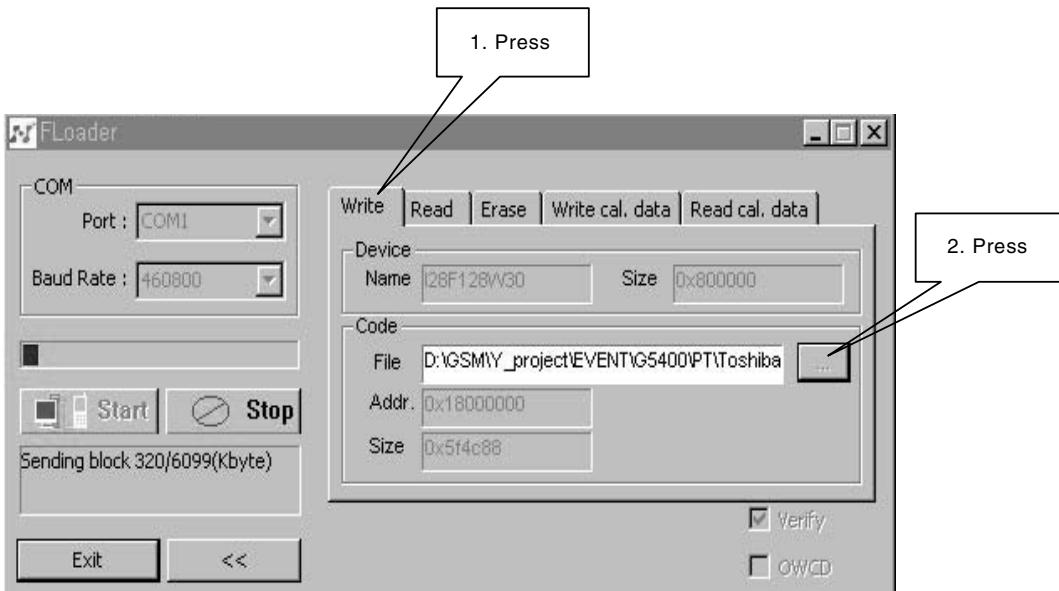 1. Press
FLoader
COM
Port : COM1
Baud Rate : 460800
Write Read Erase Write cal. data Read cal. data
2. Press
Device
Name I28F128W30 Size 0x800000
Code
File D:\GSM\Y_project\EVENT\G5400\PT\Toshiba ...
Addr. 0x18000000
Size 0x5f4c88
Start Stop
Sending block 320/6099(Kbyte)
Verify
Exit <<
OWCD